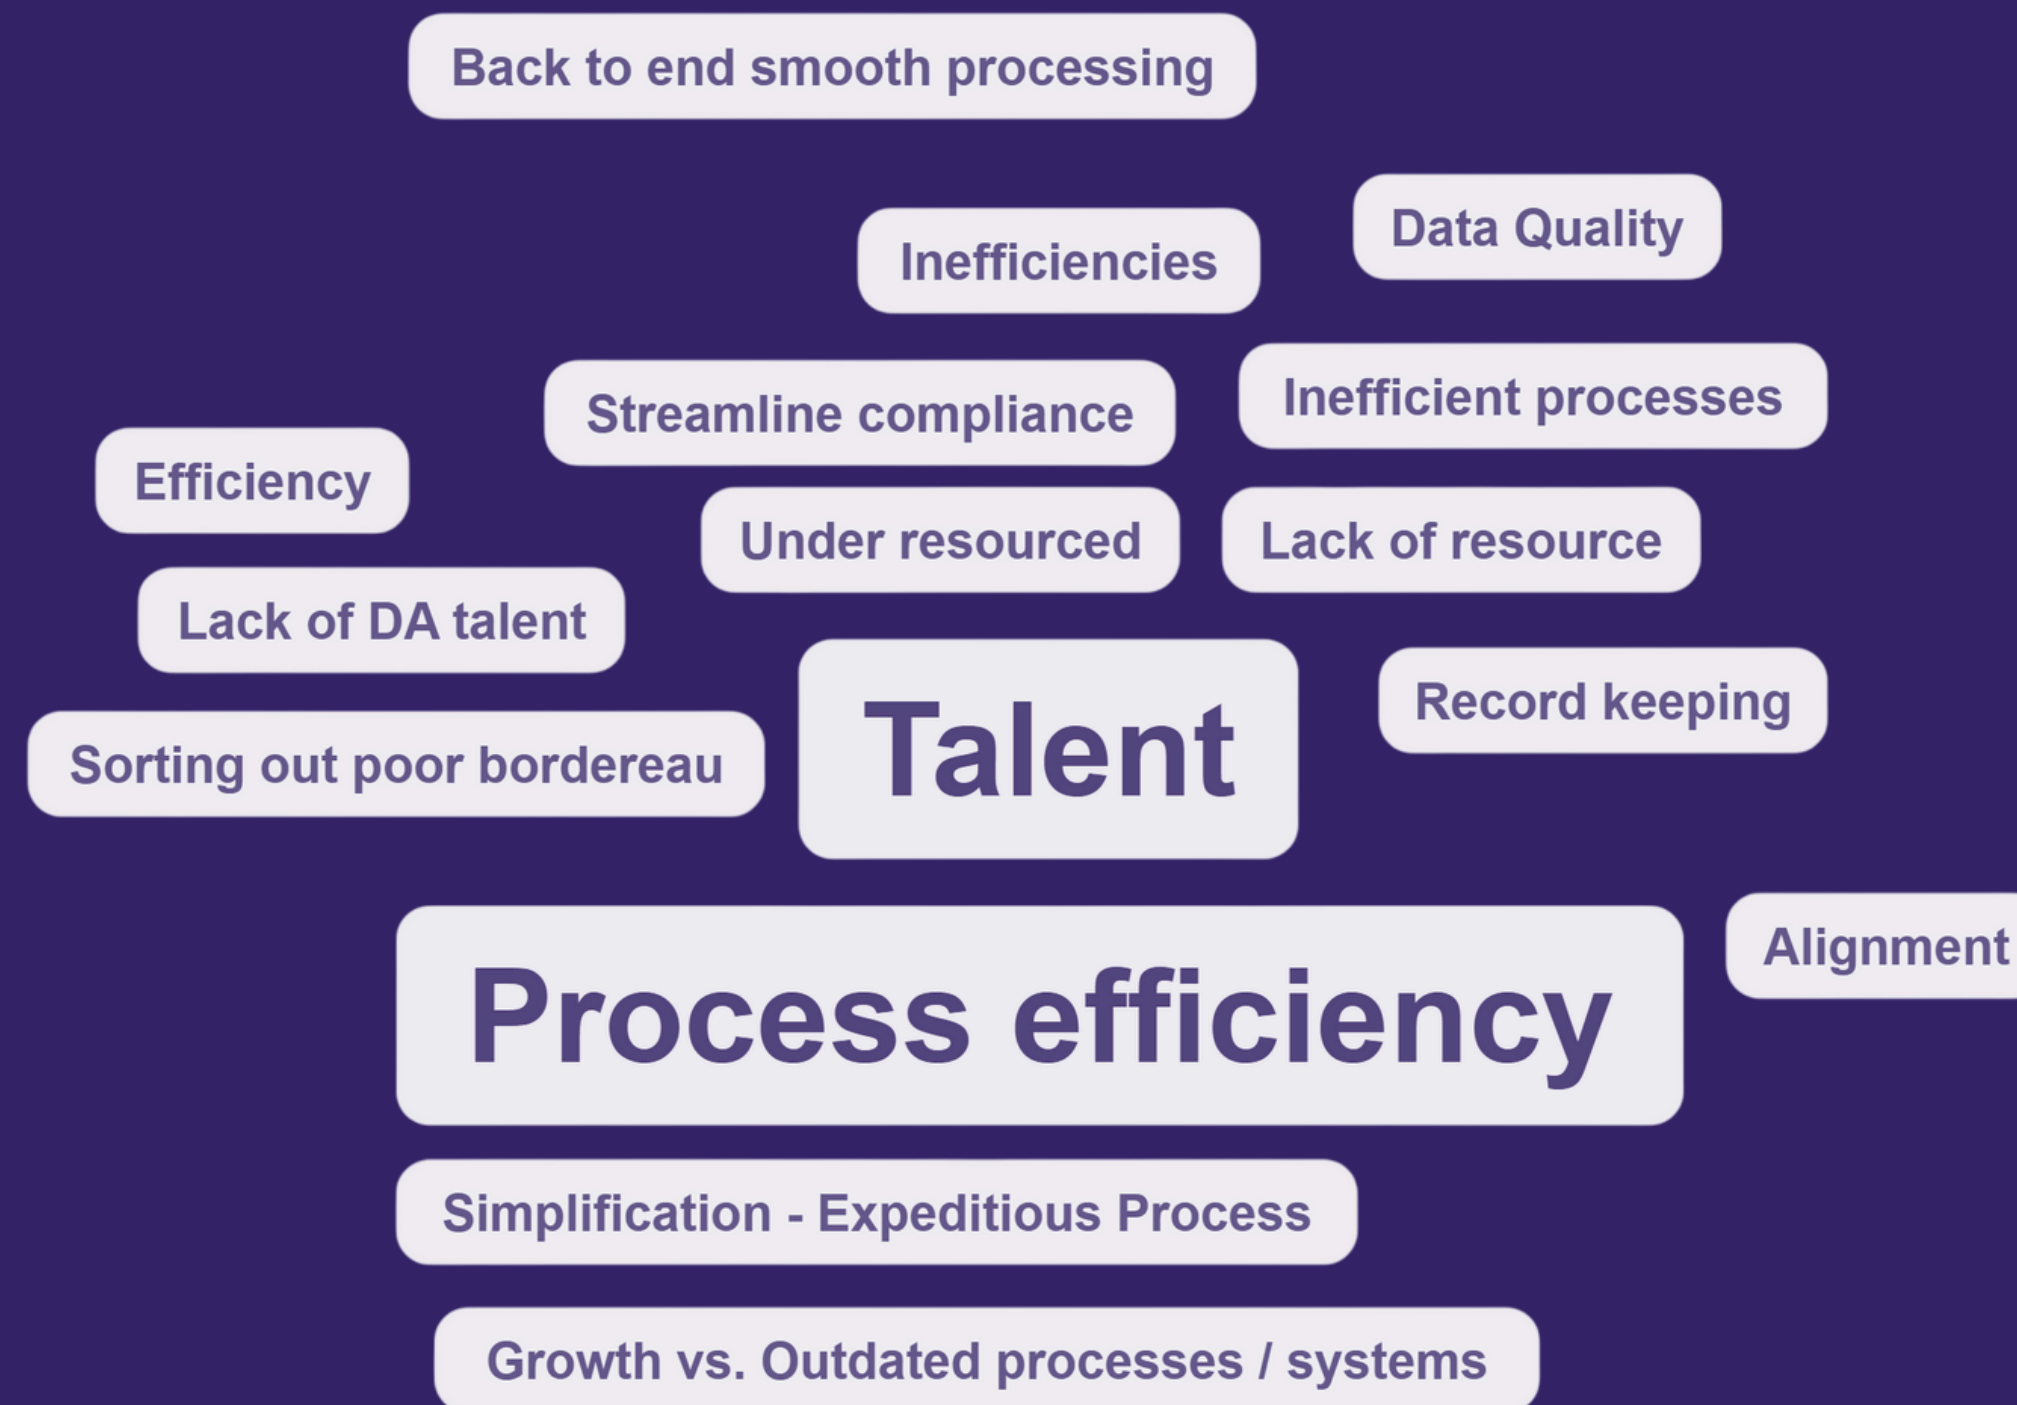 Back to end smooth processing
Data Quality
Inefficiencies
Inefficient processes
Streamline compliance
Efficiency
Under resourced
Lack of resource
Lack of DA talent
Talent
Record keeping
Sorting out poor bordereau
Alignment
Process efficiency
Simplification - Expeditious Process
Growth vs. Outdated processes / systems